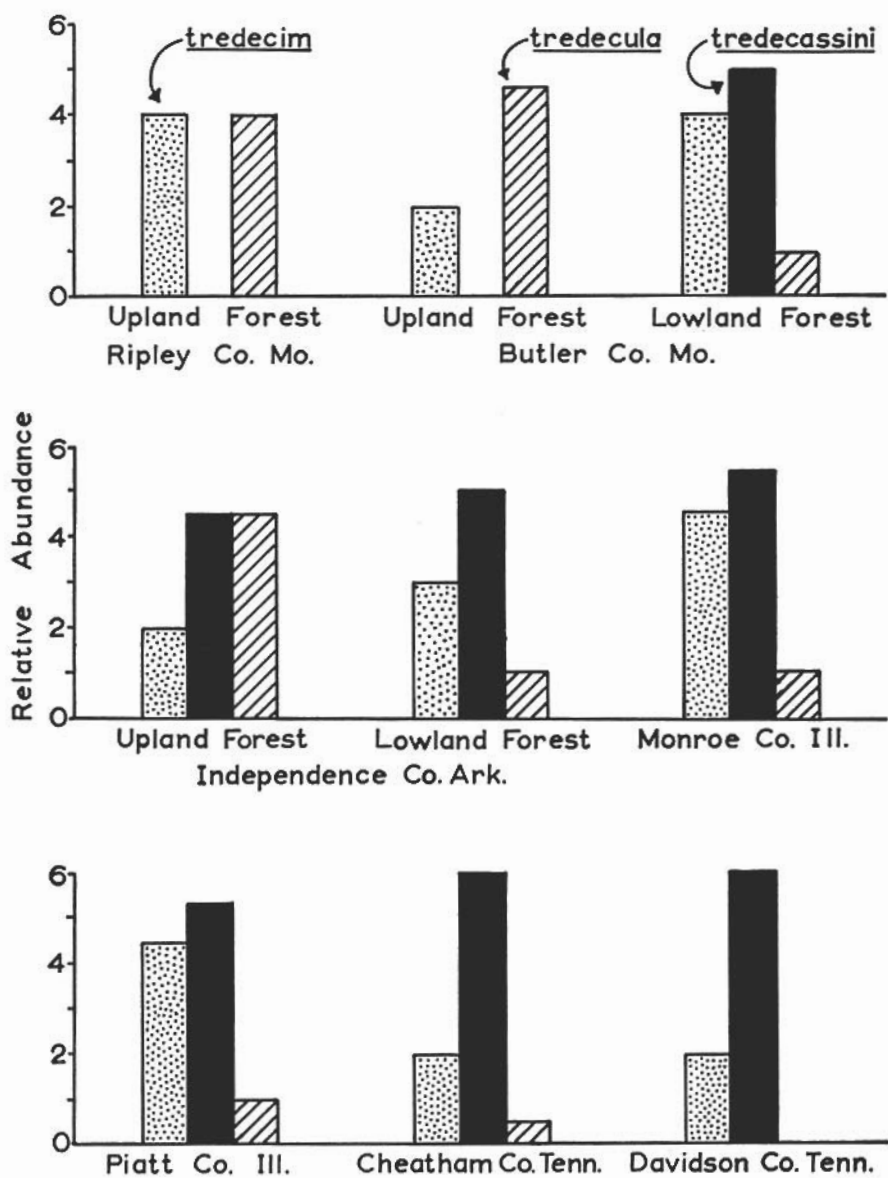 tredecim tredecula tredecassini
6
4
2
0
Upland Forest Upland Forest Lowland Forest
Ripley Co. Mo. Butler Co. Mo.
Relative Abundance
6
4
2
0
Upland Forest Lowland Forest Monroe Co. Ill.
Independence Co. Ark.
6
4
2
0
Piatt Co. Ill. Cheatham Co. Tenn. Davidson Co. Tenn.